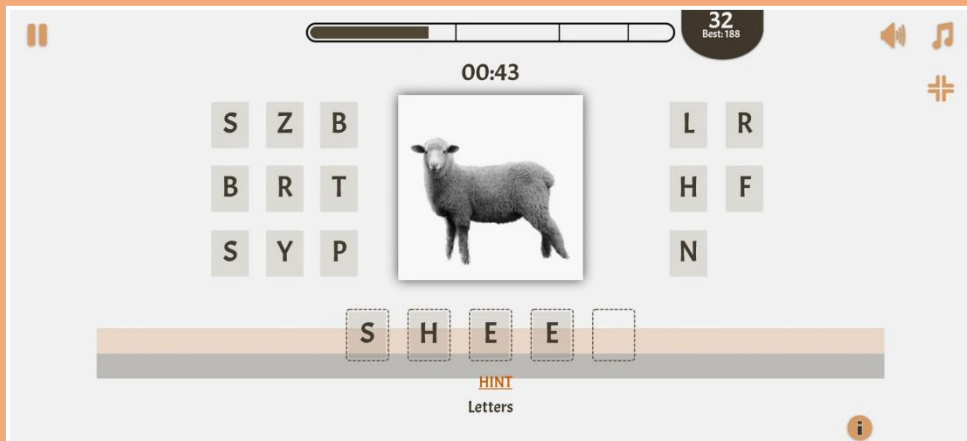 32
Best: 188
00:43
S Z B
L R
B R T
H F
S Y P
N
S H E E
HINT
Letters
i